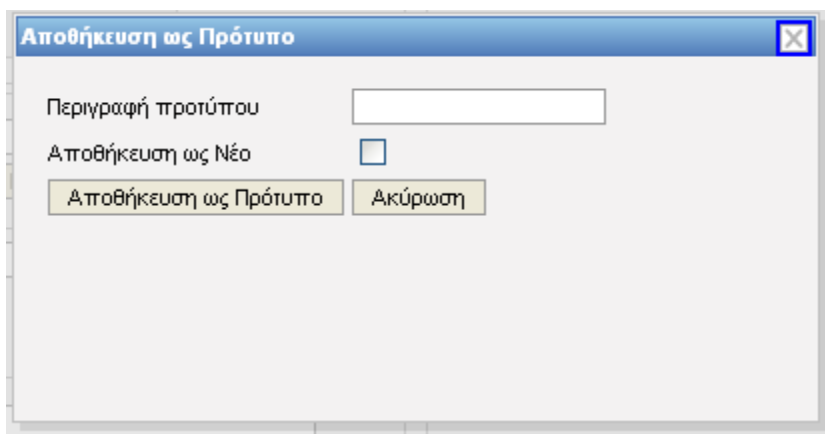 Αποθήκευση ως Πρότυπο
Περιγραφή προτύπου
Αποθήκευση ως Νέο
Αποθήκευση ως Πρότυπο Ακύρωση